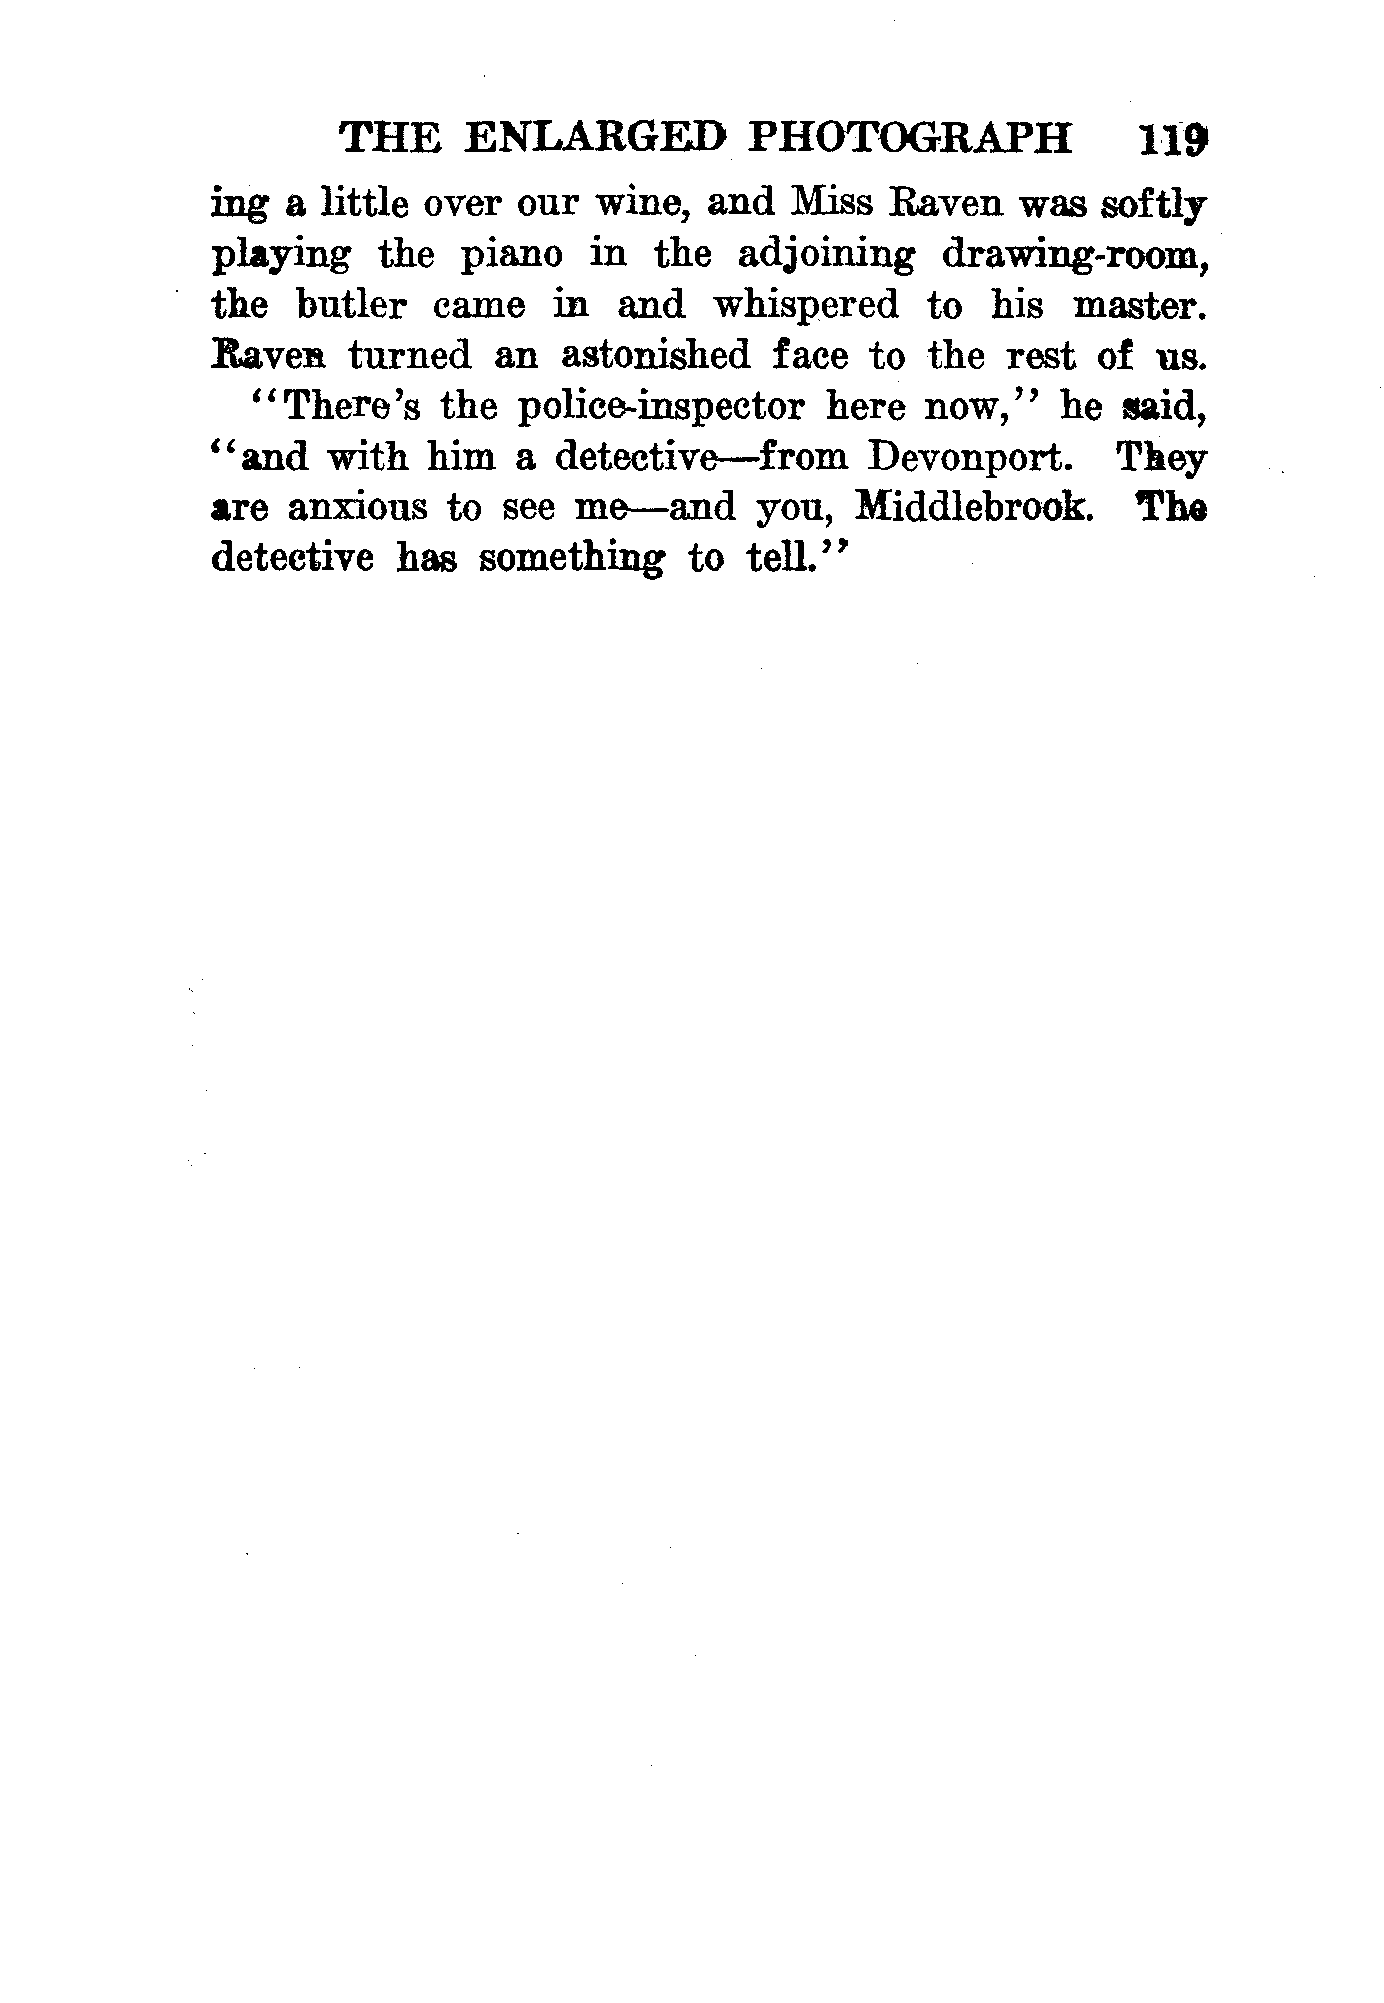 THE ENLARGED PHOTOGRAPH 119
ing a little over our wine, and Miss Raven was softly
playing the piano in the adjoining drawing-room,
the butler came in and whispered to his master.
Raven turned an astonished face to the rest of us.
"There's the police-inspector here now," he said,
"and with him a detective—from Devonport. They
are anxious to see me—and you, Middlebrook. The
detective has something to tell."